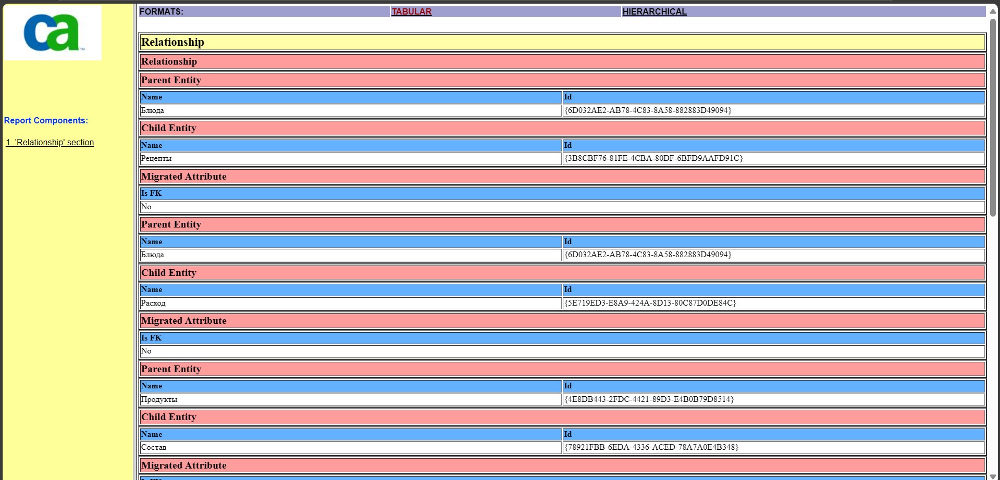 ca™
Report Components:
1. 'Relationship' section
FORMATS: TABULAR HIERARCHICAL
Relationship
Relationship
Parent Entity
Name Id
Блюда {6D032AE2-AB78-4C83-8A58-882883D49094}
Child Entity
Name Id
Рецепты {3B8CBF76-81FE-4CBA-80DF-6BFD9AAFD91C}
Migrated Attribute
Is FK
No
Parent Entity
Name Id
Блюда {6D032AE2-AB78-4C83-8A58-882883D49094}
Child Entity
Name Id
Расход {5E719ED3-E8A9-424A-8D13-80C87D0DE84C}
Migrated Attribute
Is FK
No
Parent Entity
Name Id
Продукты {4E8DB443-2FDC-4421-89D3-E4B0B79D8514}
Child Entity
Name Id
Состав {78921FBB-6EDA-4336-ACED-78A7A0E4B348}
Migrated Attribute